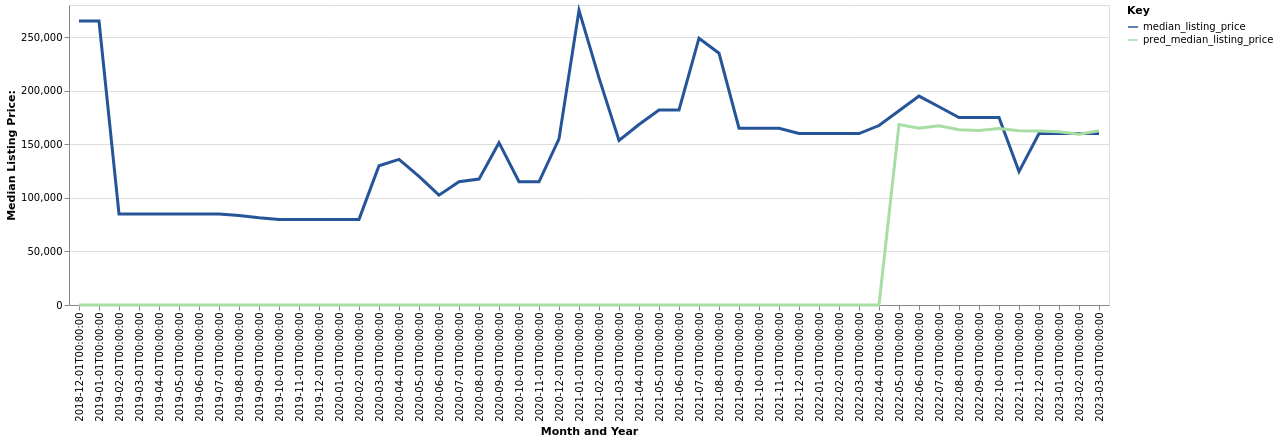 Key
median_listing_price
pred_median_listing_price
Median Listing Price:
250,000
200,000
150,000
100,000
50,000
0
2018-12-01T00:00:00
2019-01-01T00:00:00
2019-02-01T00:00:00
2019-03-01T00:00:00
2019-04-01T00:00:00
2019-05-01T00:00:00
2019-06-01T00:00:00
2019-07-01T00:00:00
2019-08-01T00:00:00
2019-09-01T00:00:00
2019-10-01T00:00:00
2019-11-01T00:00:00
2019-12-01T00:00:00
2020-01-01T00:00:00
2020-02-01T00:00:00
2020-03-01T00:00:00
2020-04-01T00:00:00
2020-05-01T00:00:00
2020-06-01T00:00:00
2020-07-01T00:00:00
2020-08-01T00:00:00
2020-09-01T00:00:00
2020-10-01T00:00:00
2020-11-01T00:00:00
2020-12-01T00:00:00
2021-01-01T00:00:00
2021-02-01T00:00:00
2021-03-01T00:00:00
2021-04-01T00:00:00
2021-05-01T00:00:00
2021-06-01T00:00:00
2021-07-01T00:00:00
2021-08-01T00:00:00
2021-09-01T00:00:00
2021-10-01T00:00:00
2021-11-01T00:00:00
2021-12-01T00:00:00
2022-01-01T00:00:00
2022-02-01T00:00:00
2022-03-01T00:00:00
2022-04-01T00:00:00
2022-05-01T00:00:00
2022-06-01T00:00:00
2022-07-01T00:00:00
2022-08-01T00:00:00
2022-09-01T00:00:00
2022-10-01T00:00:00
2022-11-01T00:00:00
2022-12-01T00:00:00
2023-01-01T00:00:00
2023-02-01T00:00:00
2023-03-01T00:00:00
Month and Year